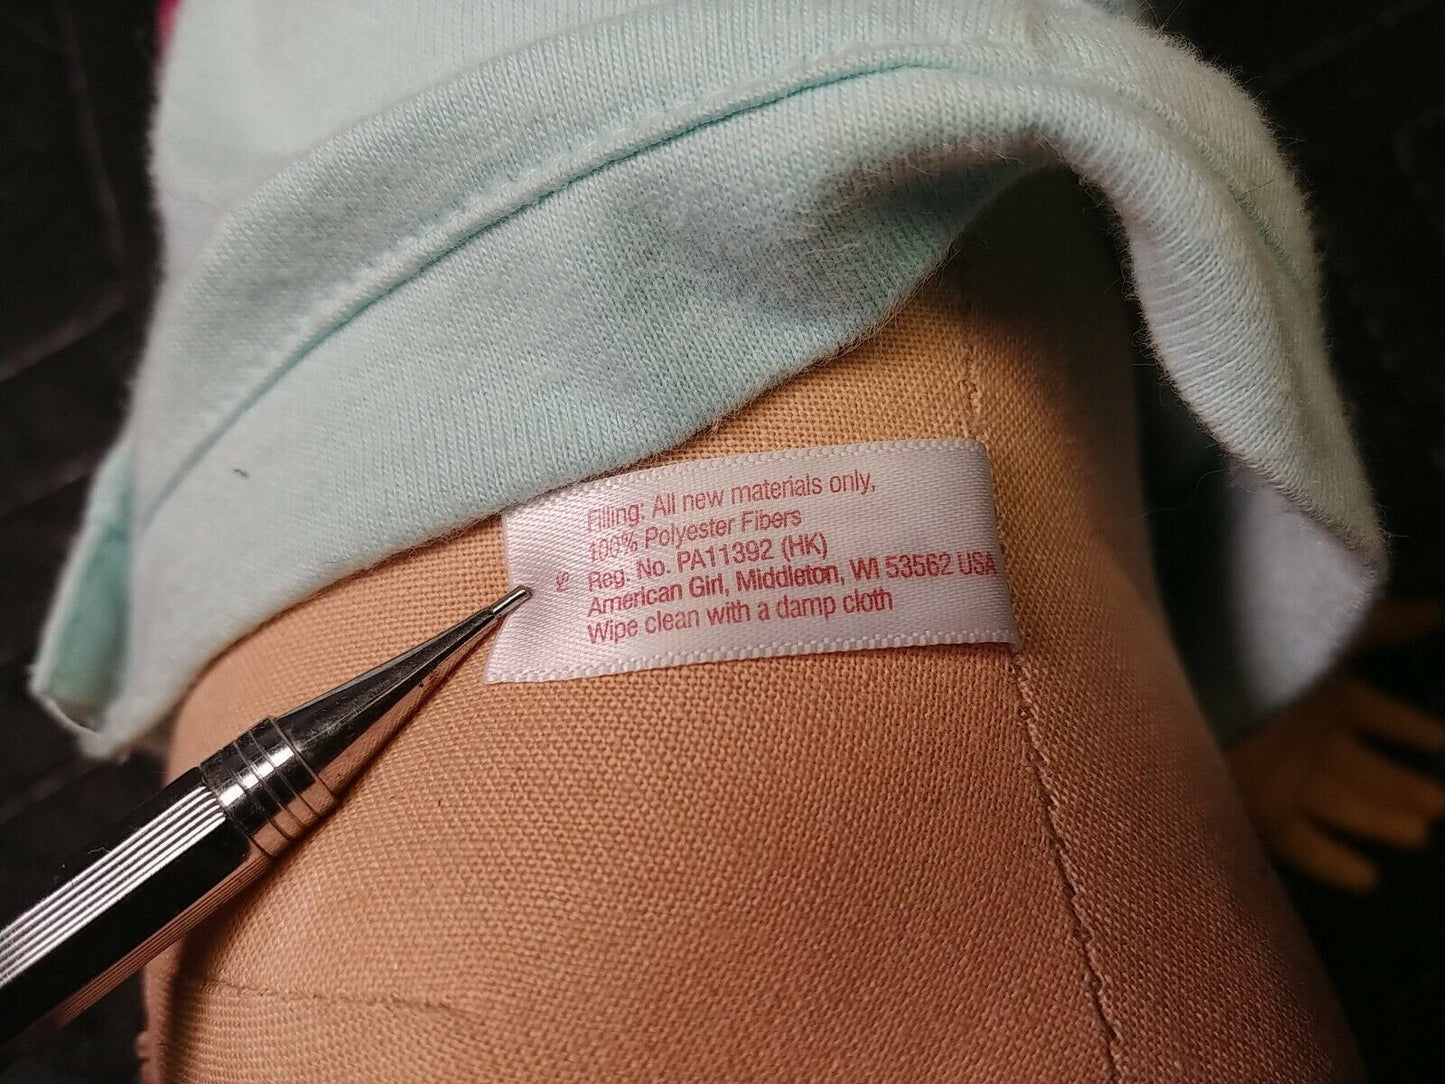 Filling: All new materials only,
100% Polyester Fibers
Reg. No. PA11392 (HK)
American Girl, Middleton, WI 53562 USA
Wipe clean with a damp cloth